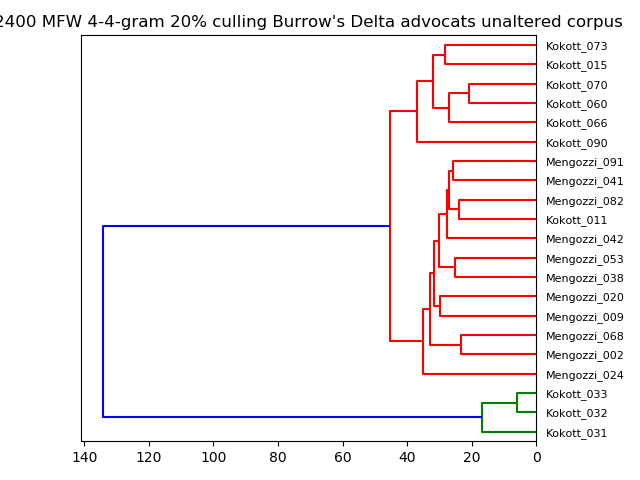 2400 MFW 4-4-gram 20% culling Burrow's Delta advocats unaltered corpus
Kokott_073
Kokott_015
Kokott_070
Kokott_060
Kokott_066
Kokott_090
Mengozzi_091
Mengozzi_041
Mengozzi_082
Kokott_011
Mengozzi_042
Mengozzi_053
Mengozzi_038
Mengozzi_020
Mengozzi_009
Mengozzi_068
Mengozzi_002
Mengozzi_024
Kokott_033
Kokott_032
Kokott_031
140 120 100 80 60 40 20 0